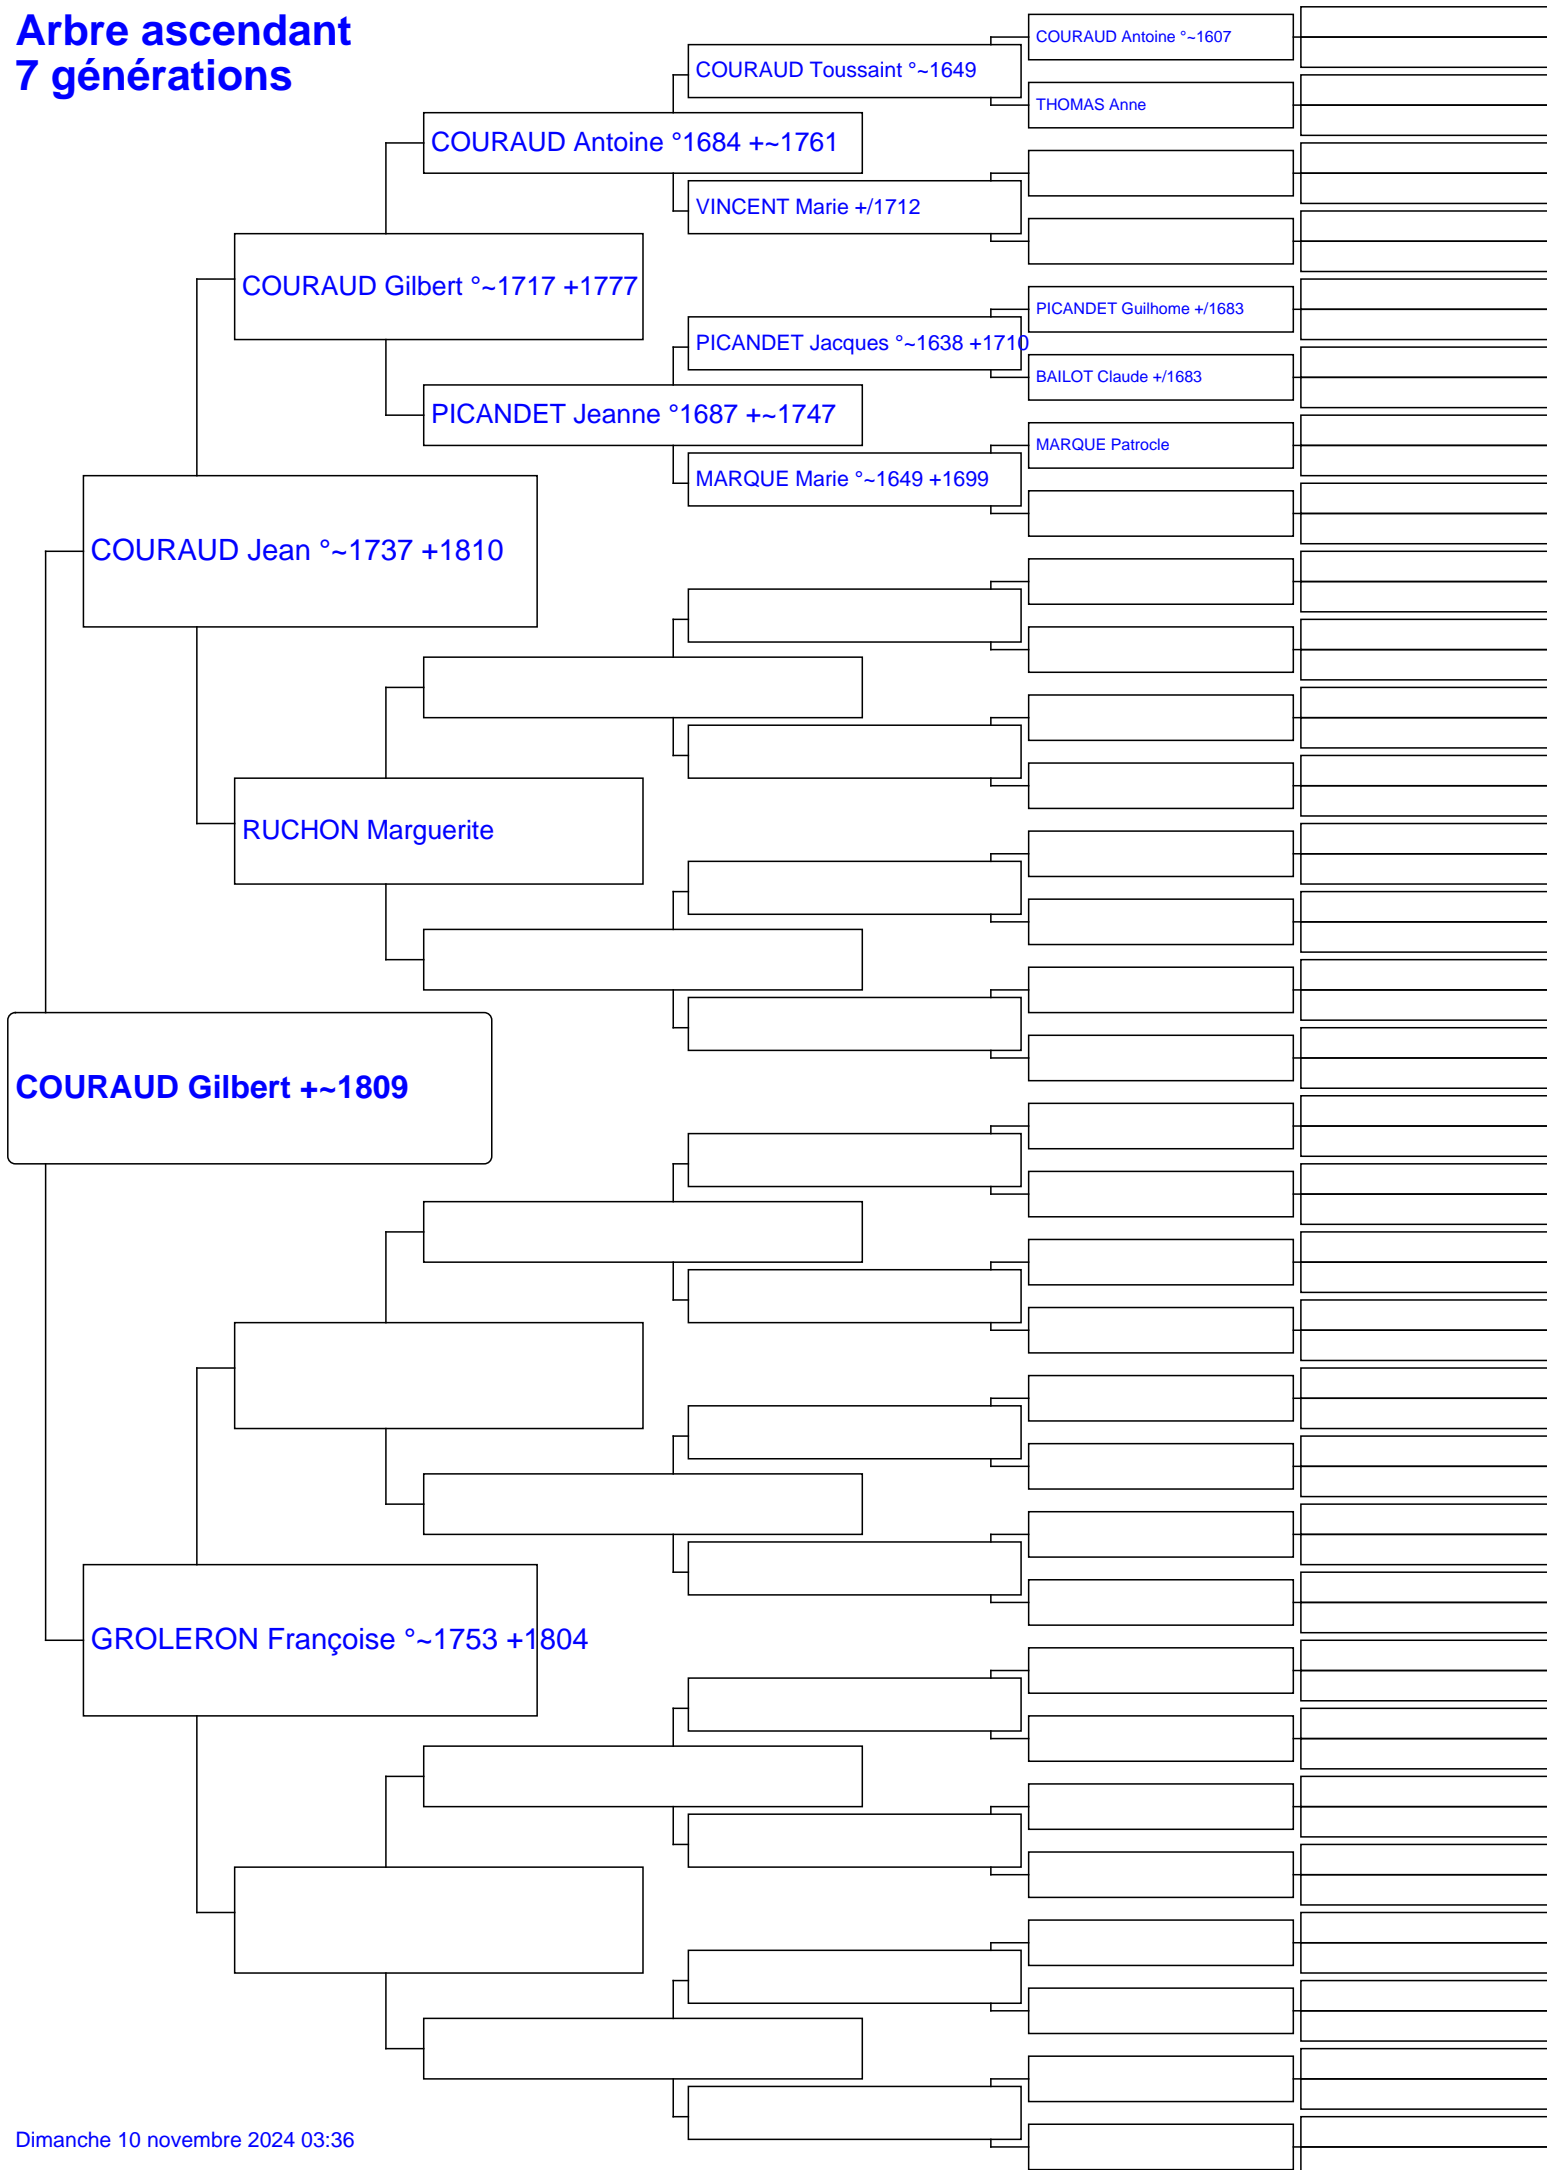 Arbre ascendant
7 générations
COURAUD Antoine °~1607
COURAUD Toussaint °~1649
THOMAS Anne
COURAUD Antoine °1684 +~1761
VINCENT Marie +/1712
COURAUD Gilbert °~1717 +1777
PICANDET Guilhome +/1683
PICANDET Jacques °~1638 +1710
BAILOT Claude +/1683
PICANDET Jeanne °1687 +~1747
MARQUE Patrocle
MARQUE Marie °~1649 +1699
COURAUD Jean °~1737 +1810
RUCHON Marguerite
COURAUD Gilbert +~1809
GROLERON Françoise °~1753 +1804
Dimanche 10 novembre 2024 03:36